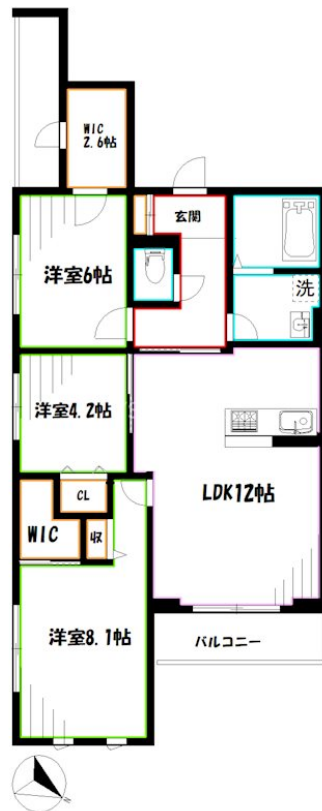 WIC
2.6帖
玄関
洋室6帖
洗
洋室4.2帖
CL
LDK12帖
WIC
収
洋室8.1帖
バルコニー
N